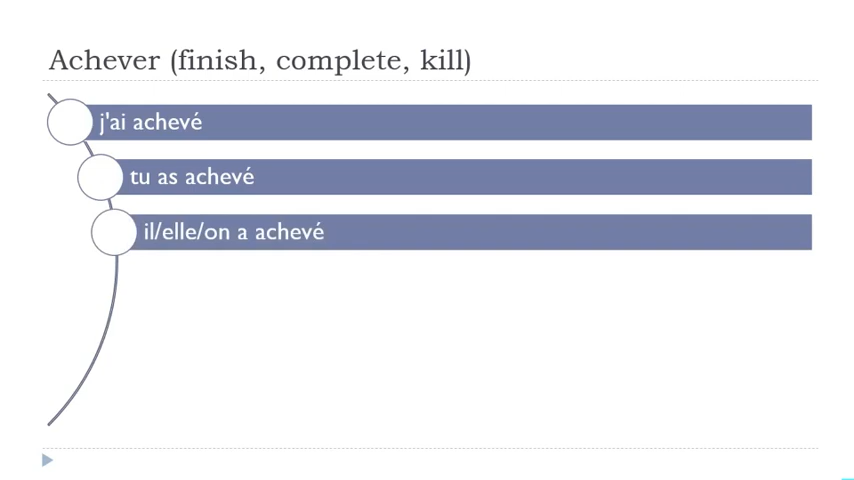 Achever (finish, complete, kill)
j'ai achevé
tu as achevé
il/elle/on a achevé